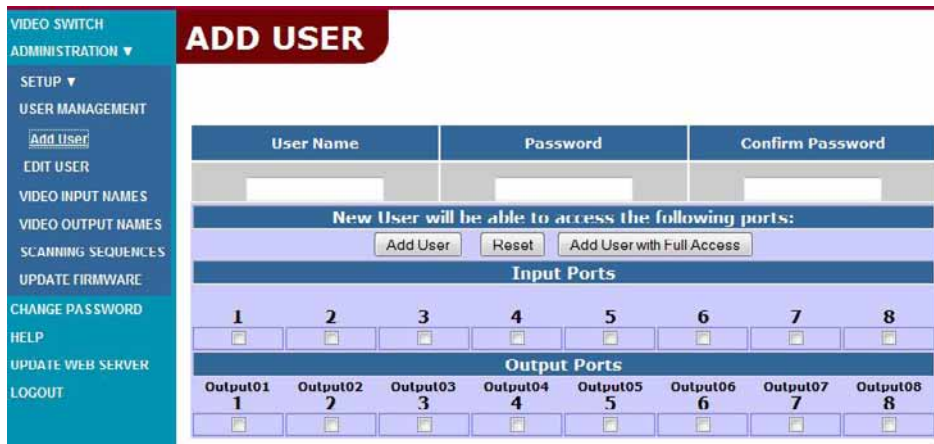 VIDEO SWITCH
ADMINISTRATION ▼
SETUP ▼
USER MANAGEMENT
Add User
EDIT USER
VIDEO INPUT NAMES
VIDEO OUTPUT NAMES
SCANNING SEQUENCES
UPDATE FIRMWARE
CHANGE PASSWORD
HELP
UPDATE WEB SERVER
LOGOUT
ADD USER
User Name Password Confirm Password
New User will be able to access the following ports:
Add User Reset Add User with Full Access
Input Ports
1 2 3 4 5 6 7 8
Output Ports
Output01 Output02 Output03 Output04 Output05 Output06 Output07 Output08
1 2 3 4 5 6 7 8